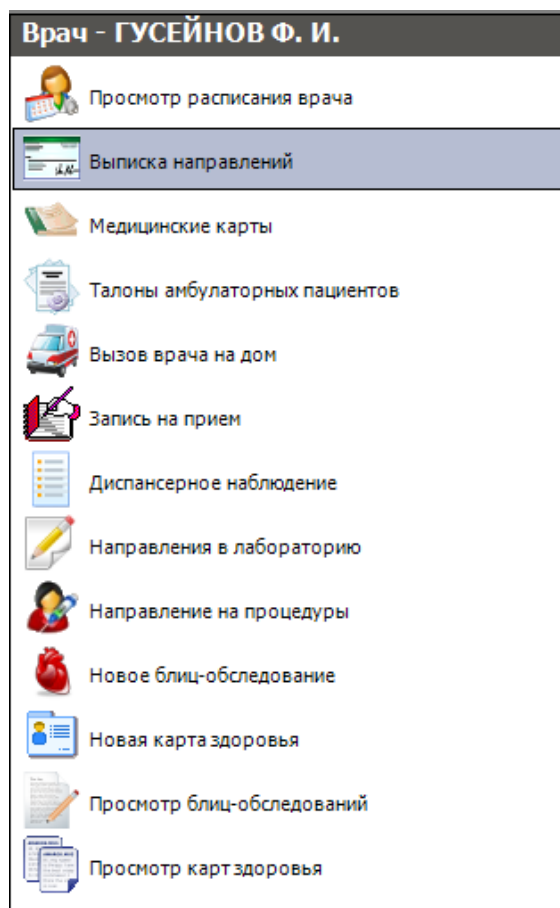 Врач - ГУСЕЙНОВ Ф. И.
Просмотр расписания врача
Выписка направлений
Медицинские карты
Талоны амбулаторных пациентов
Вызов врача на дом
Запись на прием
Диспансерное наблюдение
Направления в лабораторию
Направление на процедуры
Новое блиц-обследование
Новая карта здоровья
Просмотр блиц-обследований
Просмотр карт здоровья